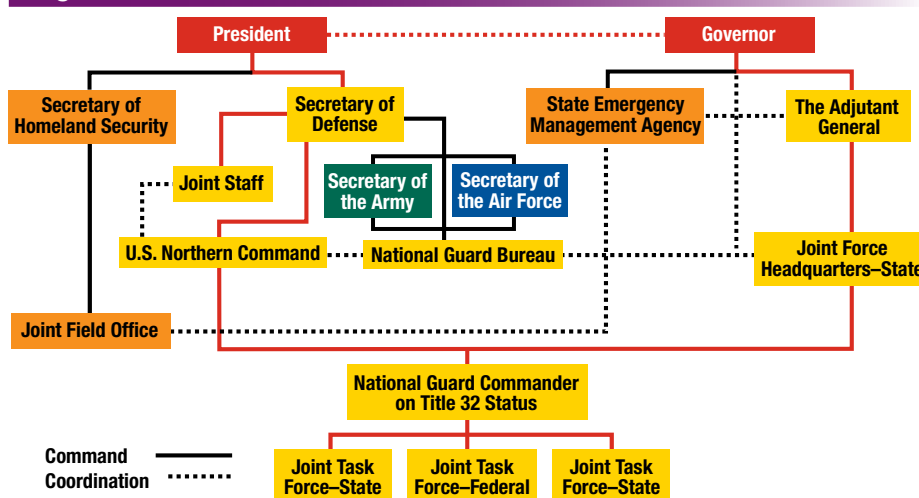 President
Governor
Secretary of
Homeland Security
Secretary of
Defense
State Emergency
Management Agency
The Adjutant
General
Joint Staff
Secretary of
the Army
Secretary of
the Air Force
U.S. Northern Command
National Guard Bureau
Joint Force
Headquarters–State
Joint Field Office
National Guard Commander
on Title 32 Status
Command
Coordination
Joint Task
Force–State
Joint Task
Force–Federal
Joint Task
Force–State